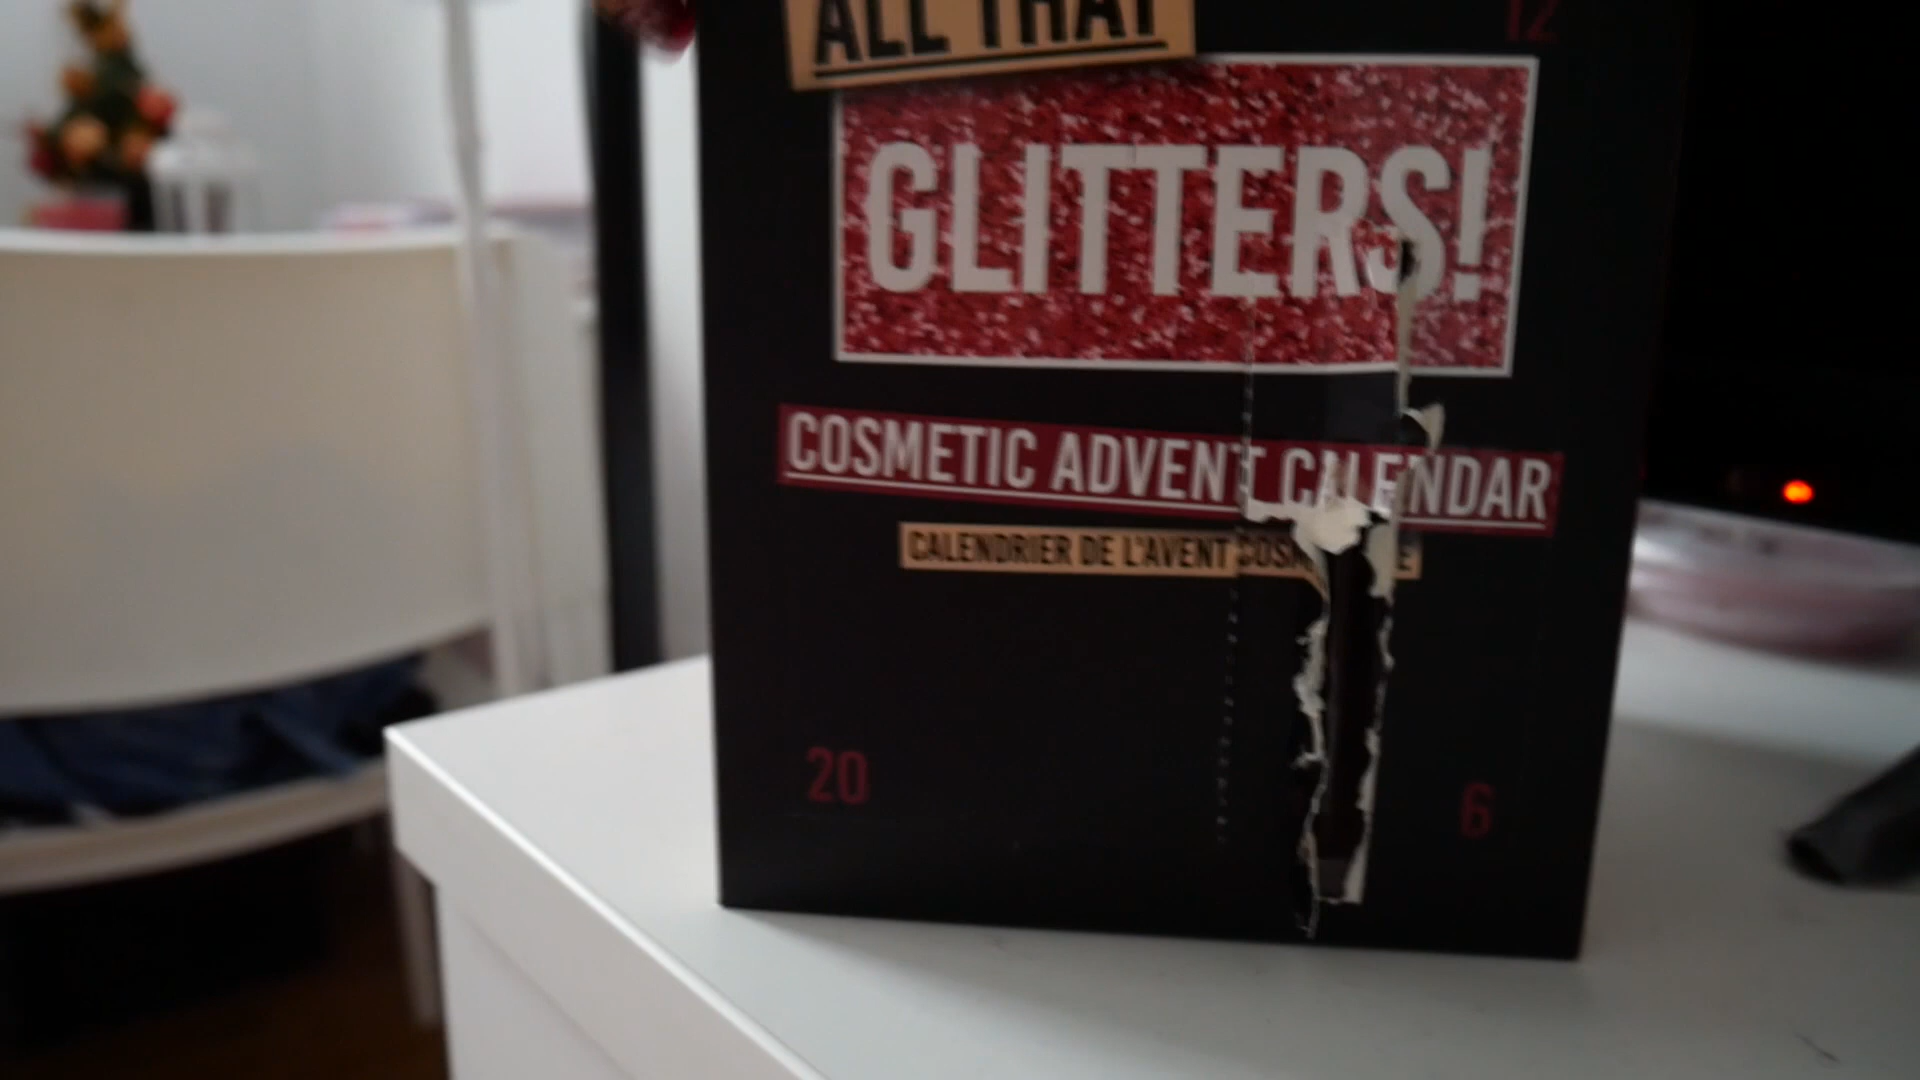 ALL THAT
12
GLITTERS!
COSMETIC ADVENT CALENDAR
CALENDRIER DE L'AVENT
20
6